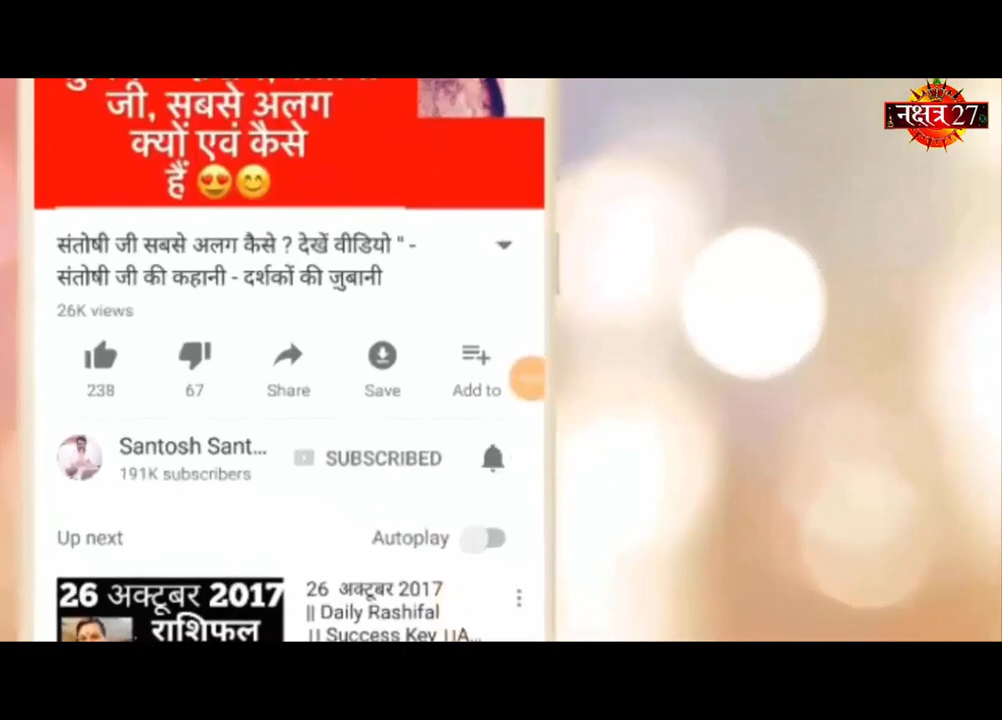 जी, सबसे अलग
क्यों एवं कैसे
हैं 😍😊
नक्षत्र 27
संतोषी जी सबसे अलग कैसे ? देखें वीडियो " -
संतोषी जी की कहानी - दर्शकों की जुबानी
26K views
238
67
Share
Save
Add to
Santosh Sant...
191K subscribers
SUBSCRIBED
Up next
Autoplay
26 अक्टूबर 2017
राशिफल
26 अक्टूबर 2017
|| Daily Rashifal
|| Success Key ||A...